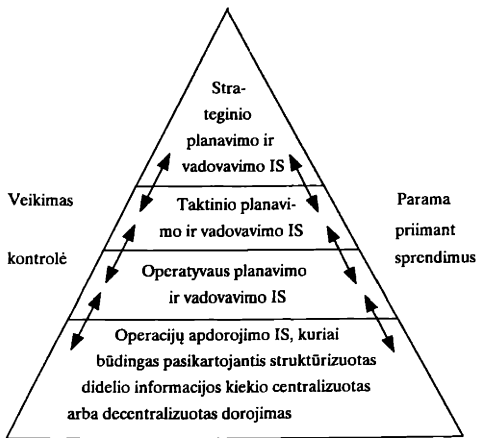 Stra-
teginio
planavimo ir
vadovavimo IS
Veikimas
kontrolė
Taktinio planavi-
mo ir vadovavimo IS
Parama
priimant
sprendimus
Operatyvaus planavimo
ir vadovavimo IS
Operacijų apdorojimo IS, kuriai
būdingas pasikartojantis struktūrizuotas
didelio informacijos kiekio centralizuotas
arba decentralizuotas dorojimas